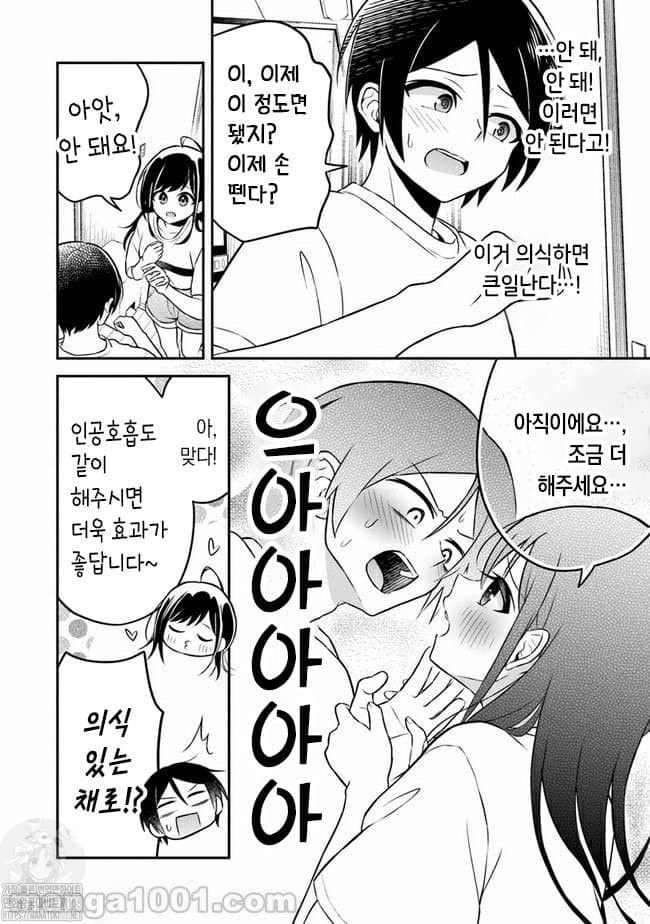 …안 돼,
안 돼!
이러면
안 된다고!
이, 이제
이 정도면
됐지?
이제 손
뗀다?
이거 의식하면
큰일난다…!
아앗,
안 돼요!
아직이에요…,
조금 더
해주세요…
으아아아아아
아,
맞다!
인공호흡도
같이
해주시면
더욱 효과가
좋답니다~
의식
있는
채로!?
1001.com